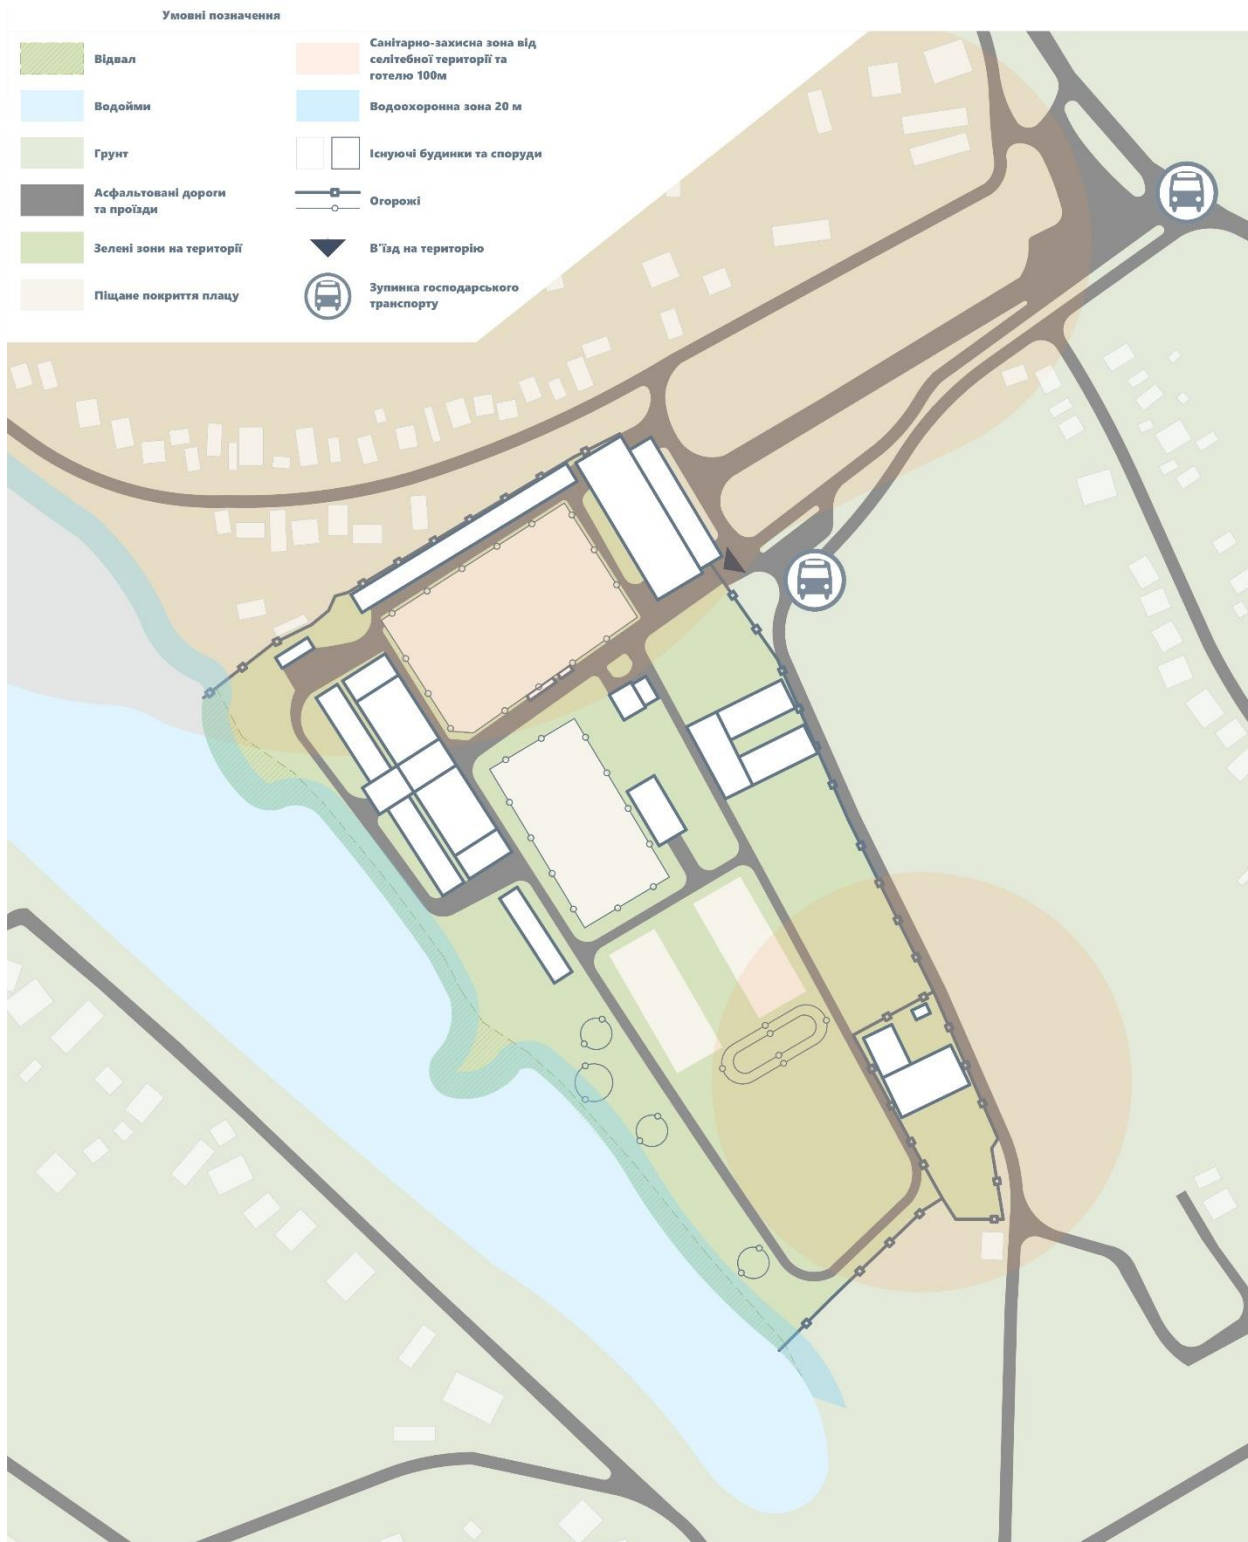 Умовні позначення
Відвал
Водойми
Грунт
Асфальтовані дороги
та проїзди
Зелені зони на території
Піщане покриття плацу
Санітарно-захисна зона від
селітебної території та
готелю 100м
Водоохоронна зона 20 м
Існуючі будинки та споруди
Огорожі
В'їзд на територію
Зупинка господарського
транспорту